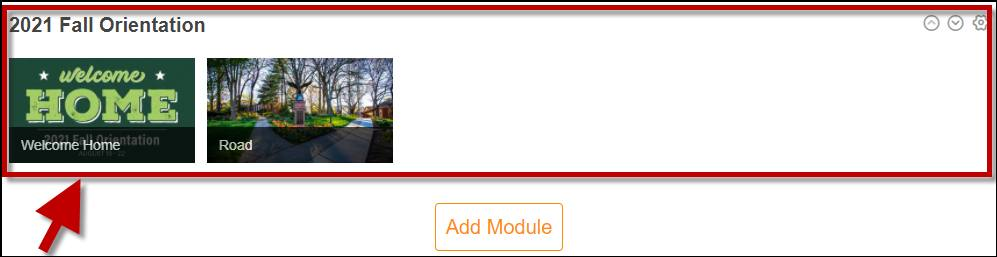 2021 Fall Orientation
welcome
HOME
2021 Fall Orientation
Welcome Home
Road
Add Module